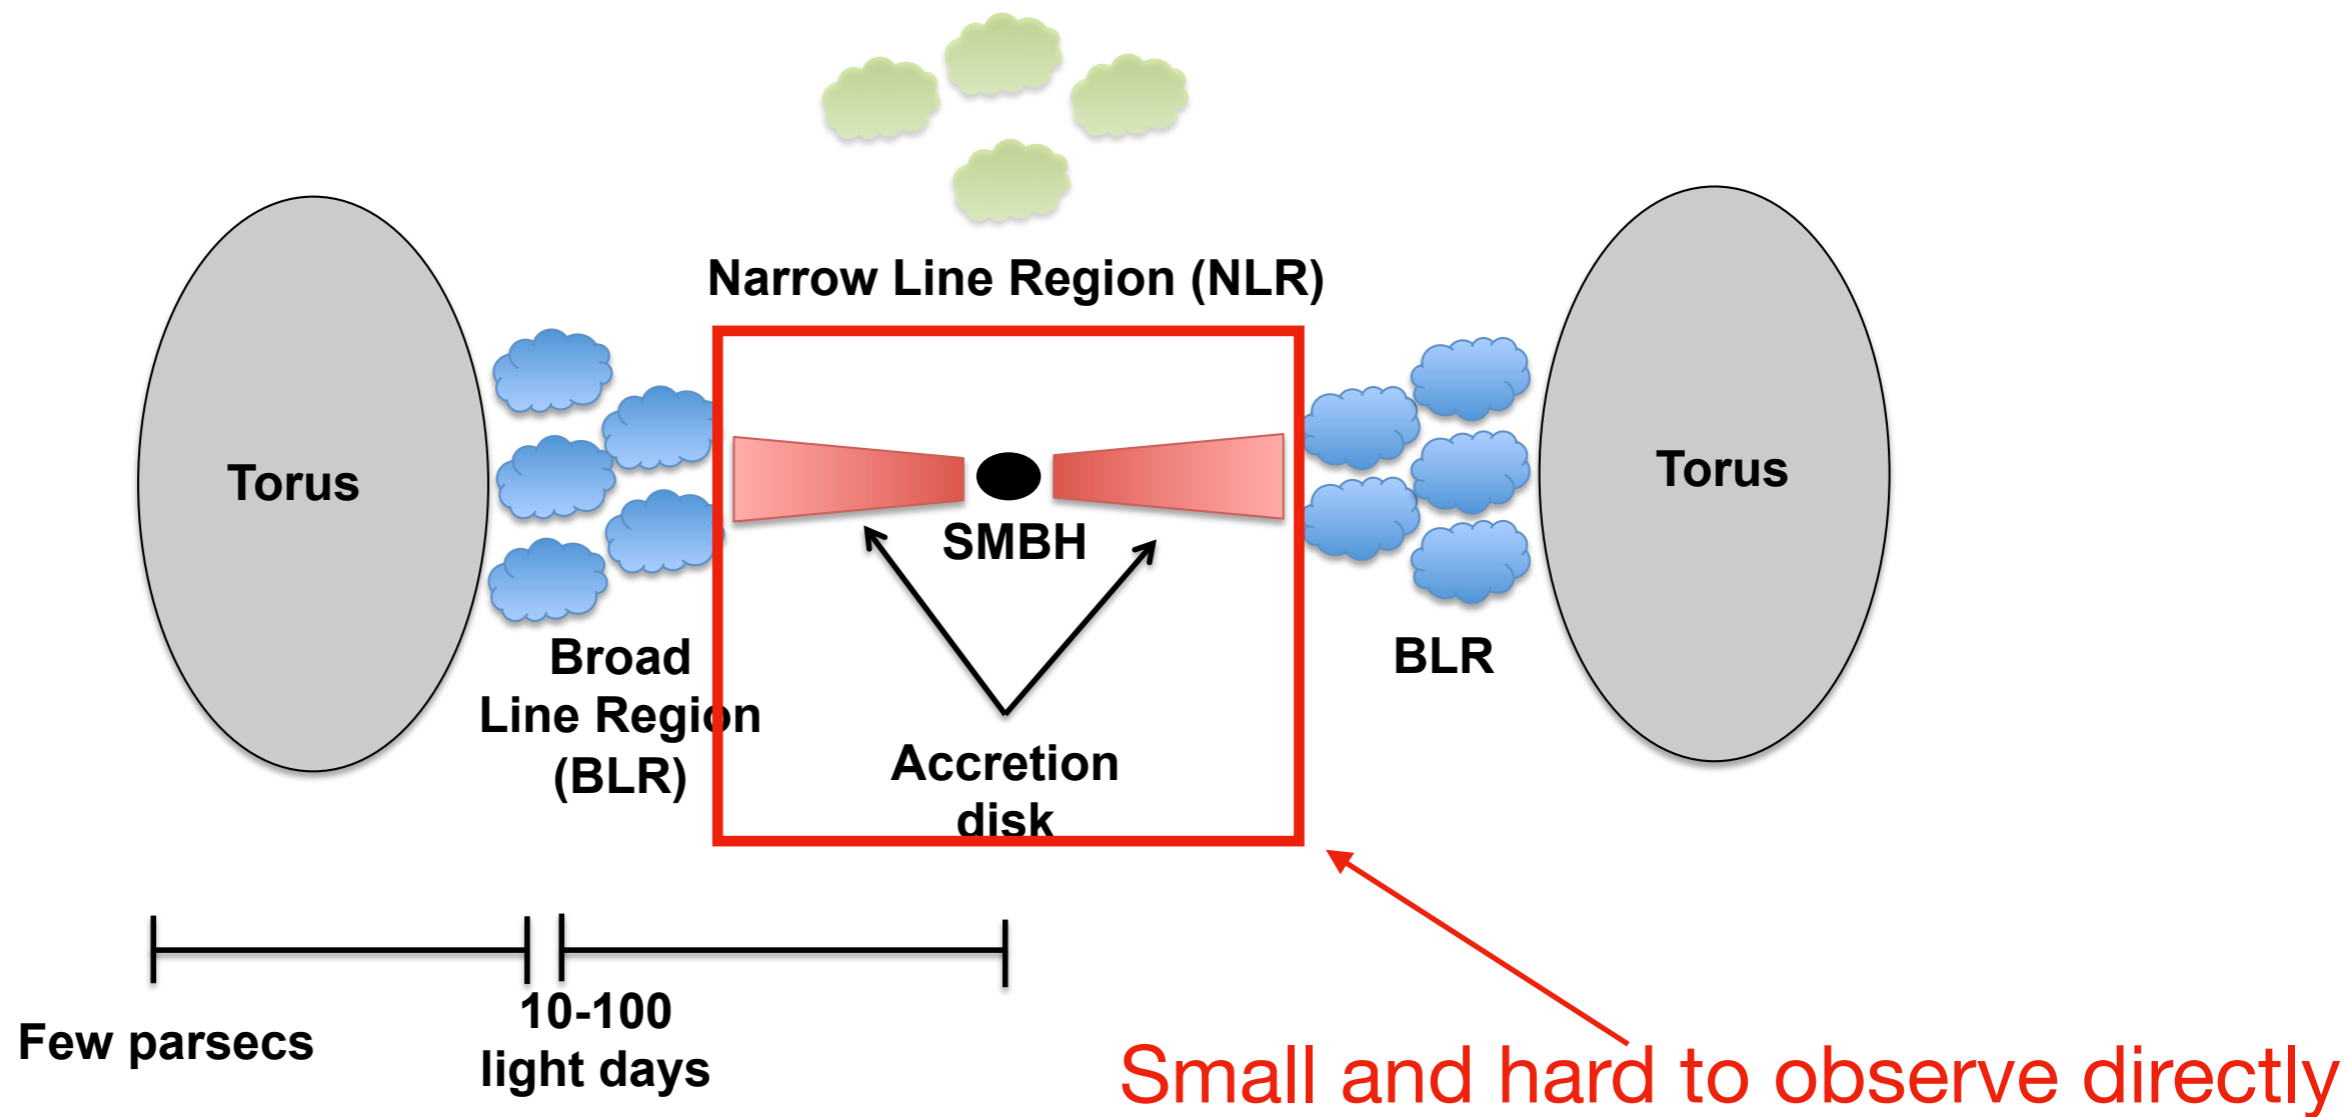 Narrow Line Region (NLR)
Torus
Torus
SMBH
Broad
Line Region
(BLR)
BLR
Accretion
disk
Few parsecs
10-100
light days
Small and hard to observe directly